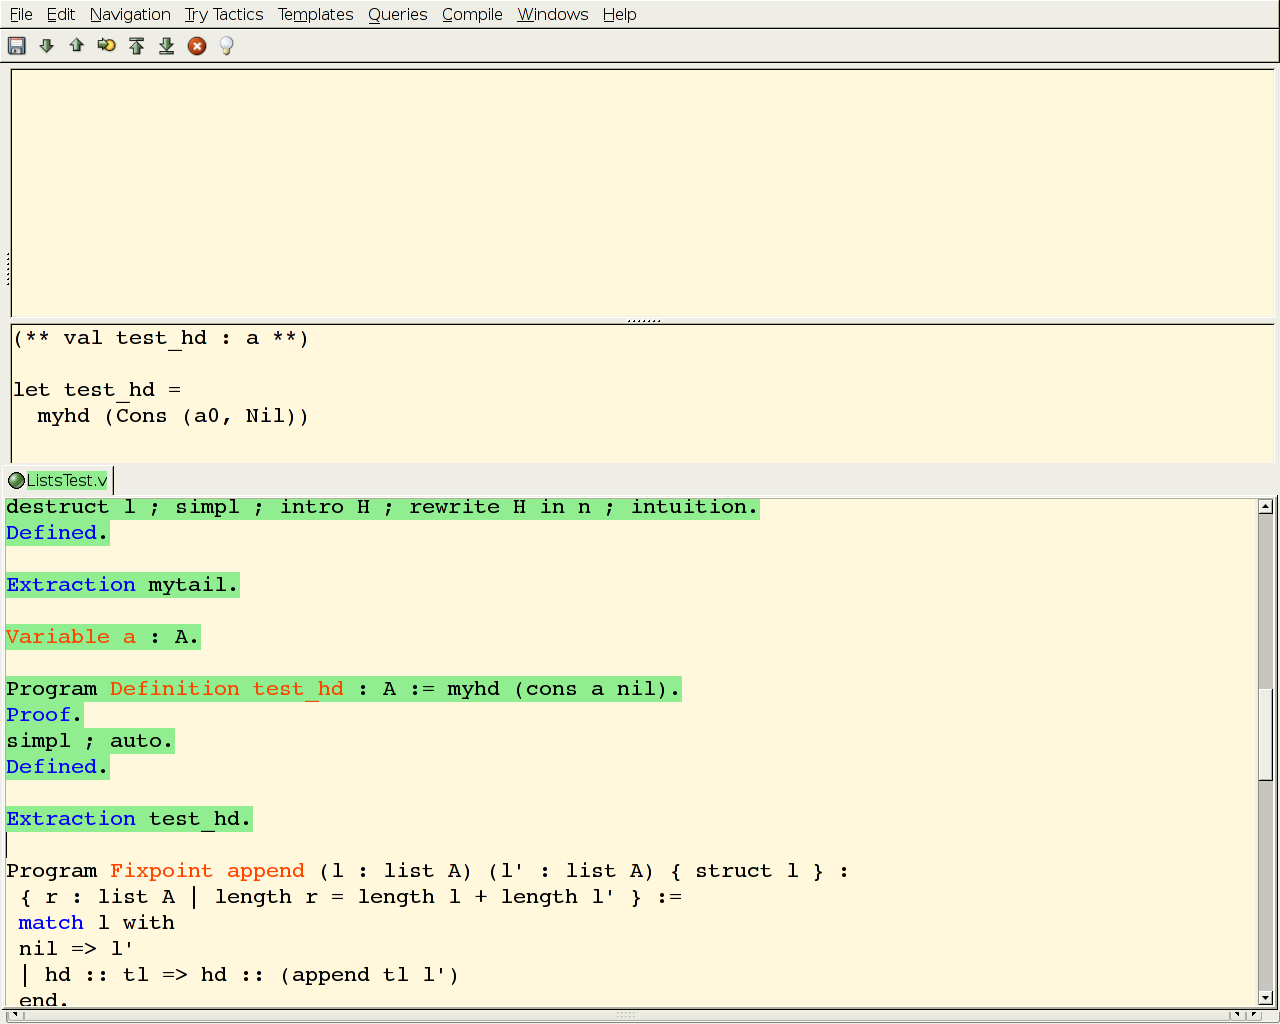 File Edit Navigation Try Tactics Templates Queries Compile Windows Help
(** val test_hd : a **)
let test_hd =
  myhd (Cons (a0, Nil))
ListsTest.v
destruct l ; simpl ; intro H ; rewrite H in n ; intuition.
Defined.
Extraction mytail.
Variable a : A.
Program Definition test_hd : A := myhd (cons a nil).
Proof.
simpl ; auto.
Defined.
Extraction test_hd.
Program Fixpoint append (l : list A) (l' : list A) { struct l } :
 { r : list A | length r = length l + length l' } :=
 match l with
 nil => l'
 | hd :: tl => hd :: (append tl l')
 end.